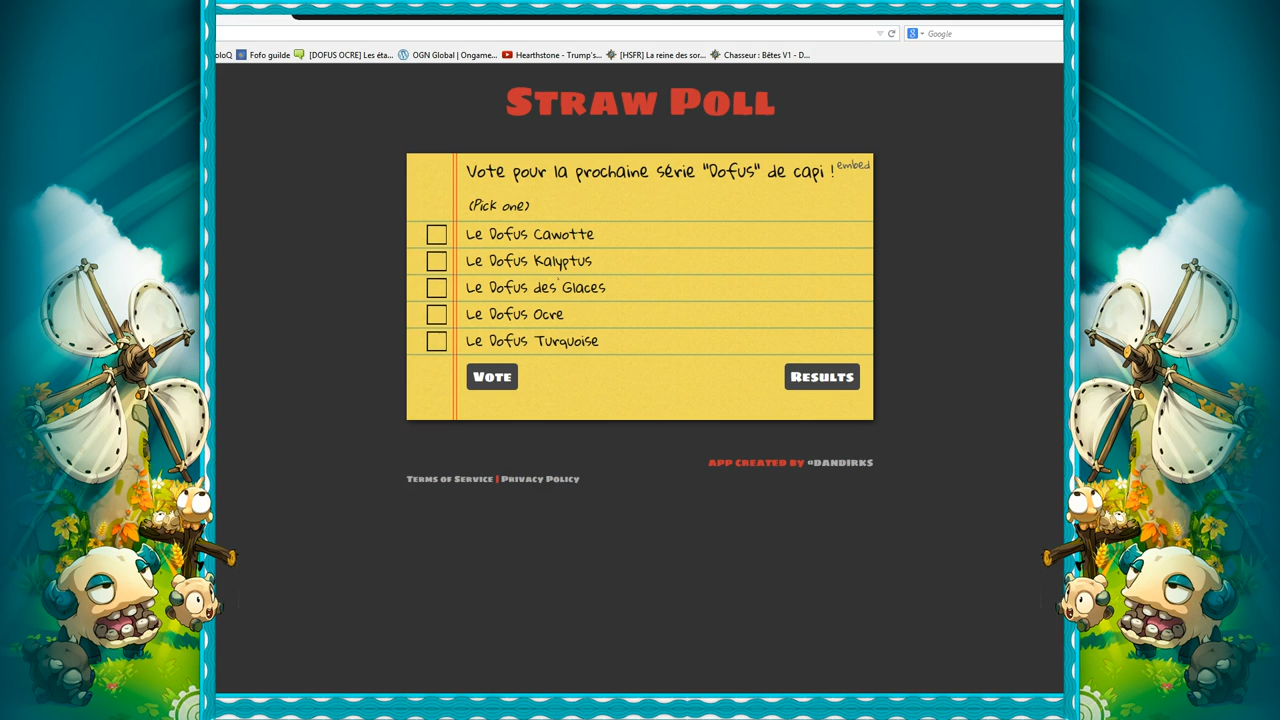 Google
oloQ Fofo guilde [DOFUS OCRE] Les éta... OGN Global | Ongame... Hearthstone - Trump's... [HSFR] La reine des sor... Chasseur : Bêtes V1 - D...
Straw Poll
Vote pour la prochaine série "Dofus" de capi ! embed
(Pick one)
Le Dofus Cawotte
Le Dofus Kalyptus
Le Dofus des Glaces
Le Dofus Ocre
Le Dofus Turquoise
Vote Results
App created by @dandirks
Terms of Service | Privacy Policy